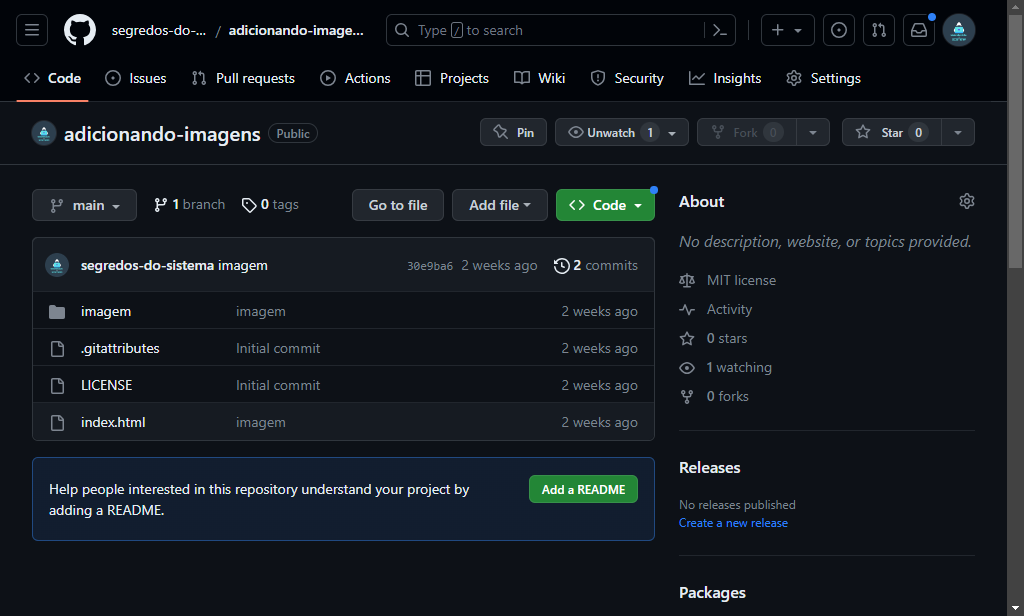 segredos-do-... / adicionando-image...
Type / to search
Code Issues Pull requests Actions Projects Wiki Security Insights Settings
adicionando-imagens Public
Pin Unwatch 1 Fork 0 Star 0
main 1 branch 0 tags Go to file Add file Code
segredos-do-sistema imagem 30e9ba6 2 weeks ago 2 commits
imagem imagem 2 weeks ago
.gitattributes Initial commit 2 weeks ago
LICENSE Initial commit 2 weeks ago
index.html imagem 2 weeks ago
Help people interested in this repository understand your project by
adding a README.
Add a README
About
No description, website, or topics provided.
MIT license
Activity
0 stars
1 watching
0 forks
Releases
No releases published
Create a new release
Packages